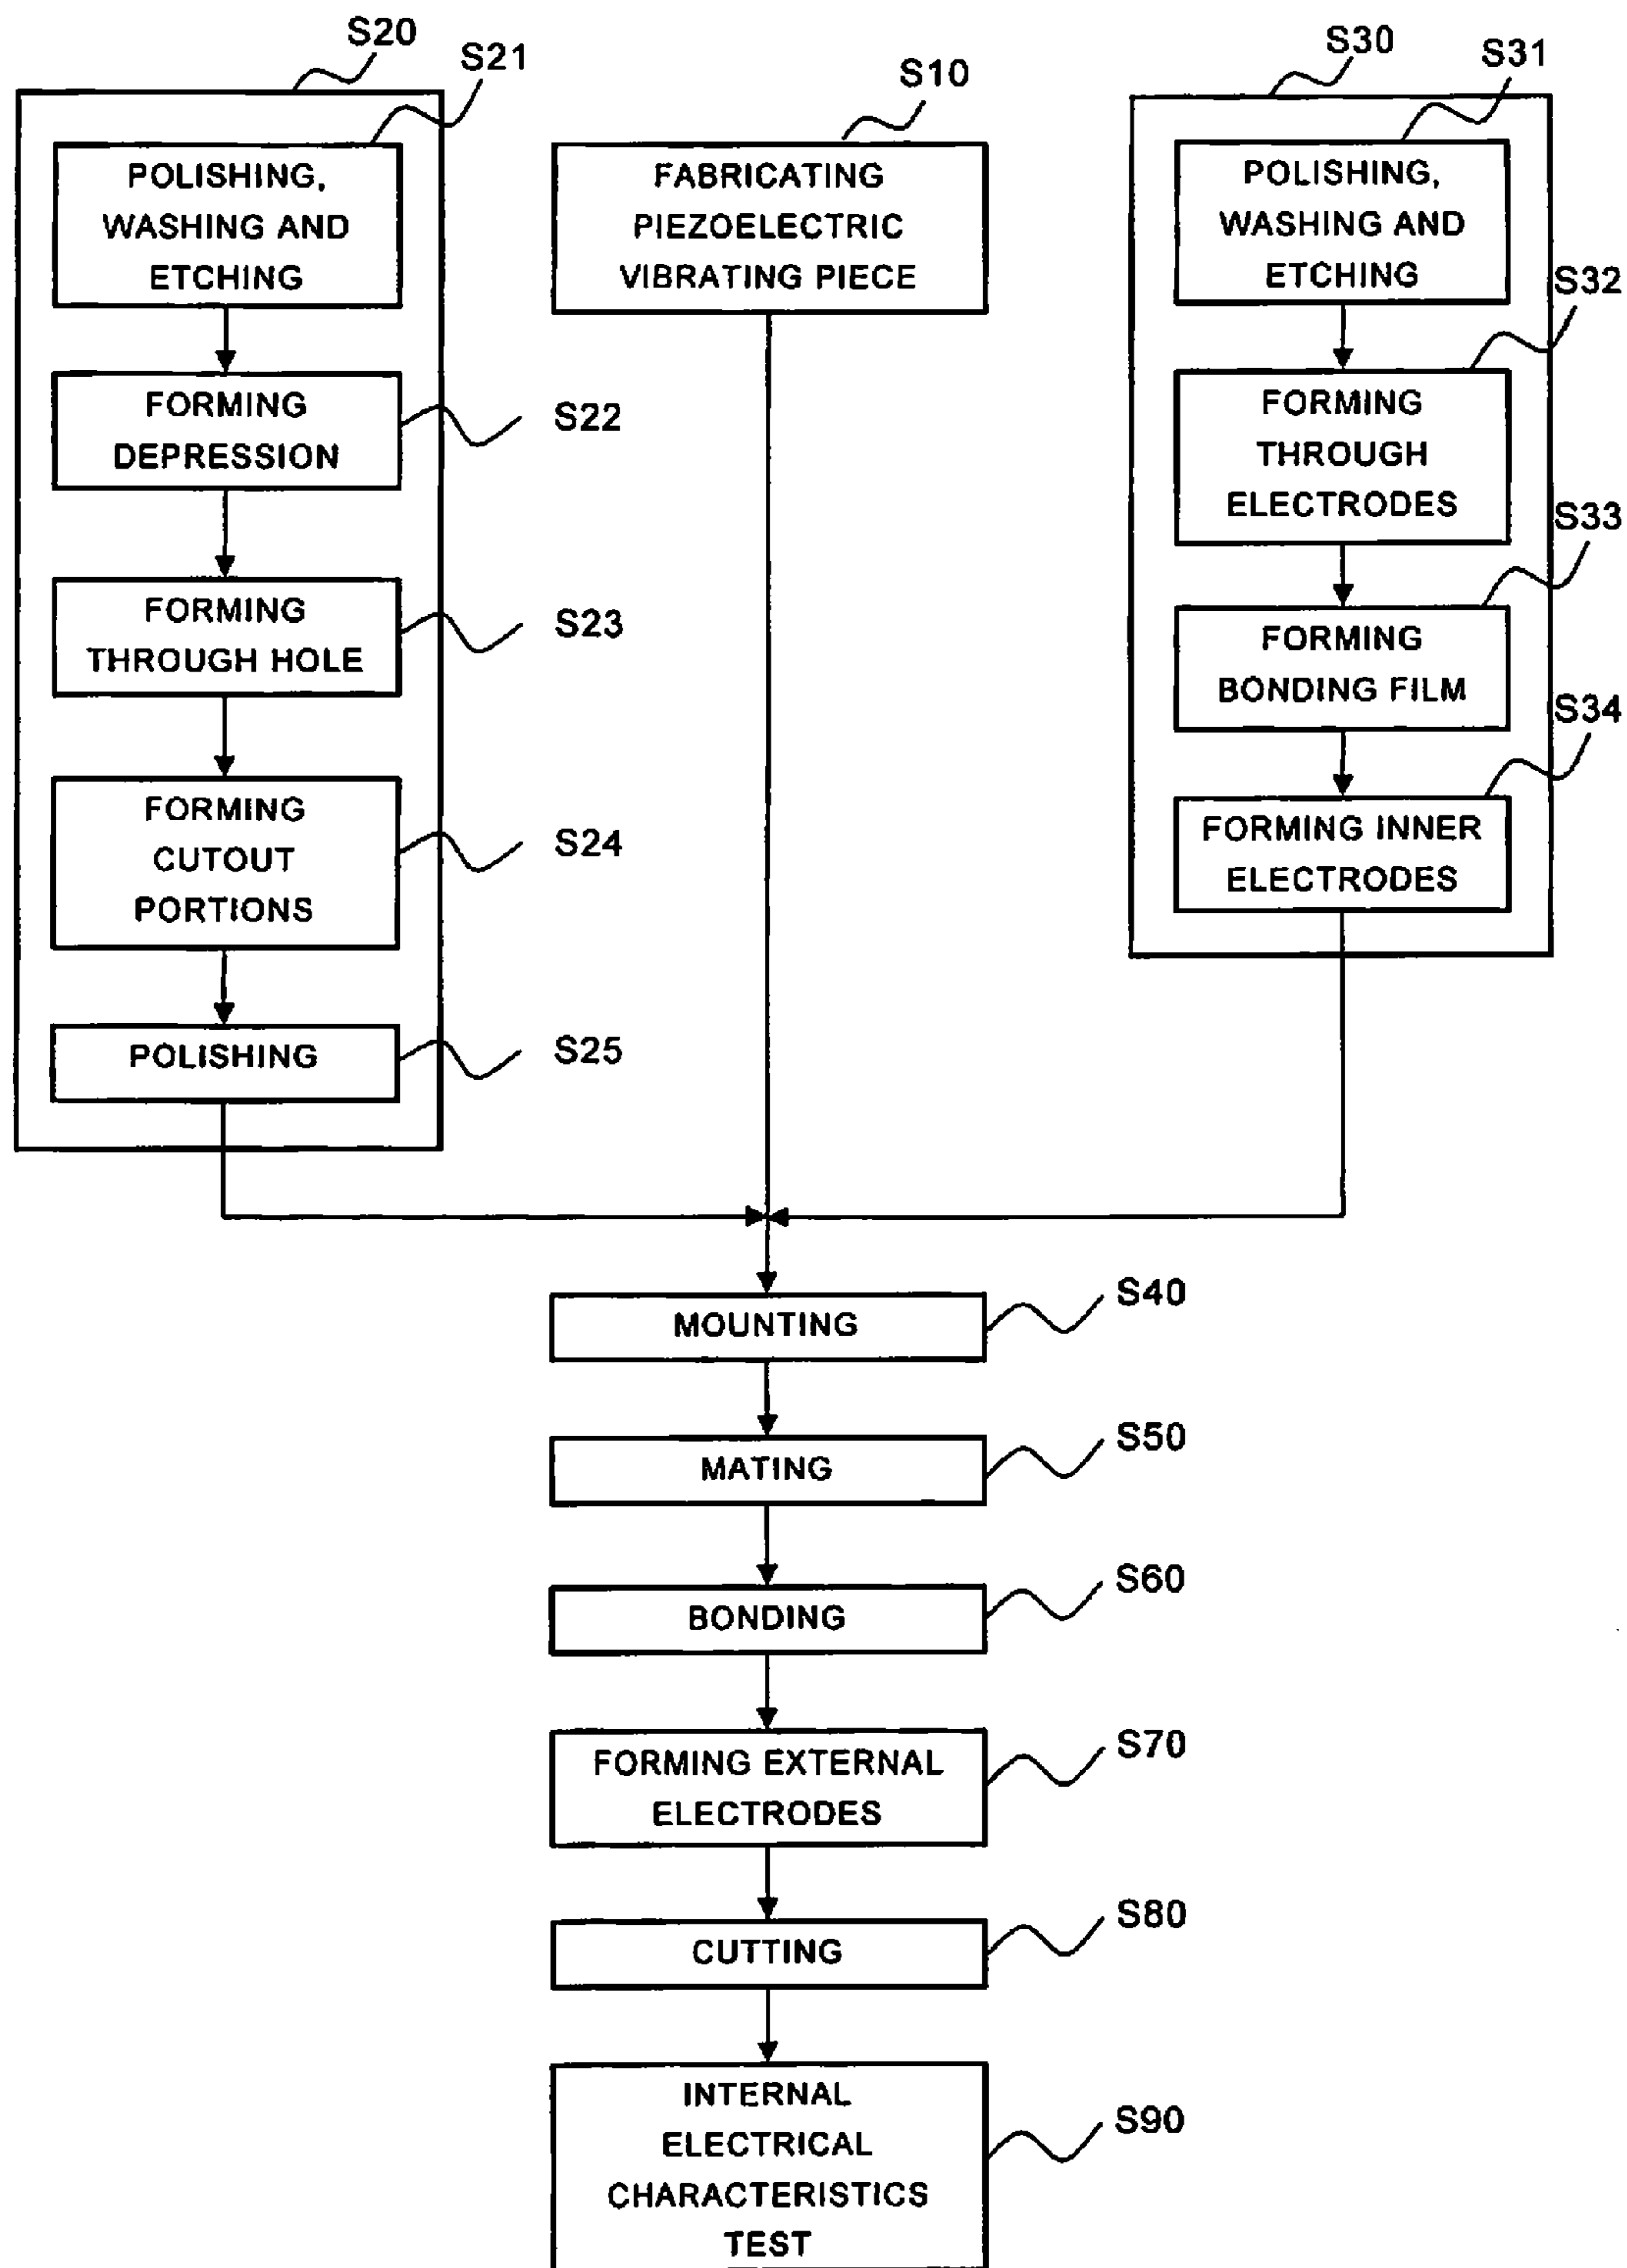 S20
S21
POLISHING,
WASHING AND
ETCHING
FORMING
DEPRESSION
S22
FORMING
THROUGH HOLE
S23
FORMING
CUTOUT
PORTIONS
S24
POLISHING
S25
S10
FABRICATING
PIEZOELECTRIC
VIBRATING PIECE
S30
S31
POLISHING,
WASHING AND
ETCHING
S32
FORMING
THROUGH
ELECTRODES
S33
FORMING
BONDING FILM
S34
FORMING INNER
ELECTRODES
MOUNTING
S40
MATING
S50
BONDING
S60
FORMING EXTERNAL
ELECTRODES
S70
CUTTING
S80
INTERNAL
ELECTRICAL
CHARACTERISTICS
TEST
S90